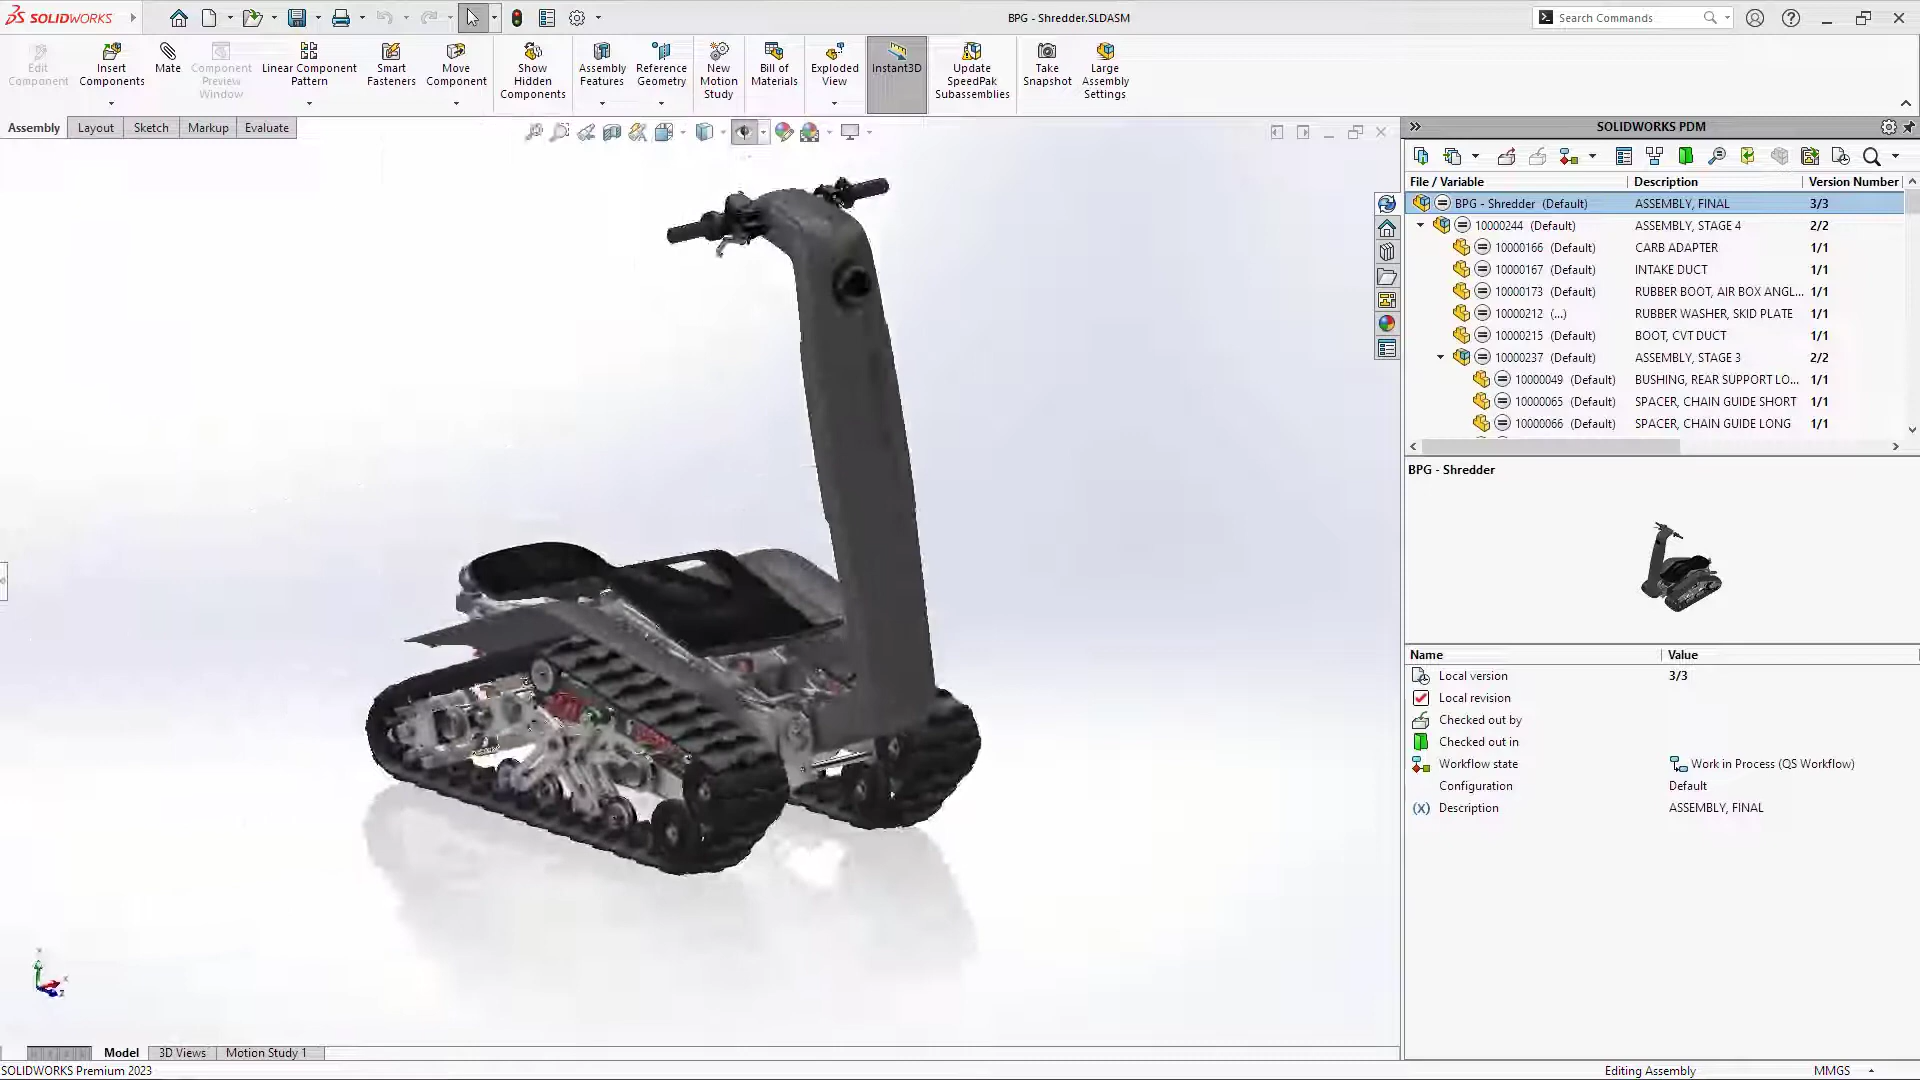 SOLIDWORKS
BPG - Shredder.SLDASM
Search Commands
Edit Component
Insert Components
Mate
Component Preview Window
Linear Component Pattern
Smart Fasteners
Move Component
Show Hidden Components
Assembly Features
Reference Geometry
New Motion Study
Bill of Materials
Exploded View
Instant3D
Update SpeedPak Subassemblies
Take Snapshot
Large Assembly Settings
Assembly Layout Sketch Markup Evaluate
SOLIDWORKS PDM
File / Variable Description Version Number
BPG - Shredder (Default) ASSEMBLY, FINAL 3/3
10000244 (Default) ASSEMBLY, STAGE 4 2/2
10000166 (Default) CARB ADAPTER 1/1
10000167 (Default) INTAKE DUCT 1/1
10000173 (Default) RUBBER BOOT, AIR BOX ANGL... 1/1
10000212 (...) RUBBER WASHER, SKID PLATE 1/1
10000215 (Default) BOOT, CVT DUCT 1/1
10000237 (Default) ASSEMBLY, STAGE 3 2/2
10000049 (Default) BUSHING, REAR SUPPORT LO... 1/1
10000065 (Default) SPACER, CHAIN GUIDE SHORT 1/1
10000066 (Default) SPACER, CHAIN GUIDE LONG 1/1
BPG - Shredder
Name Value
Local version 3/3
Local revision
Checked out by
Checked out in
Workflow state Work in Process (QS Workflow)
Configuration Default
(x) Description ASSEMBLY, FINAL
Model 3D Views Motion Study 1
SOLIDWORKS Premium 2023 Editing Assembly MMGS